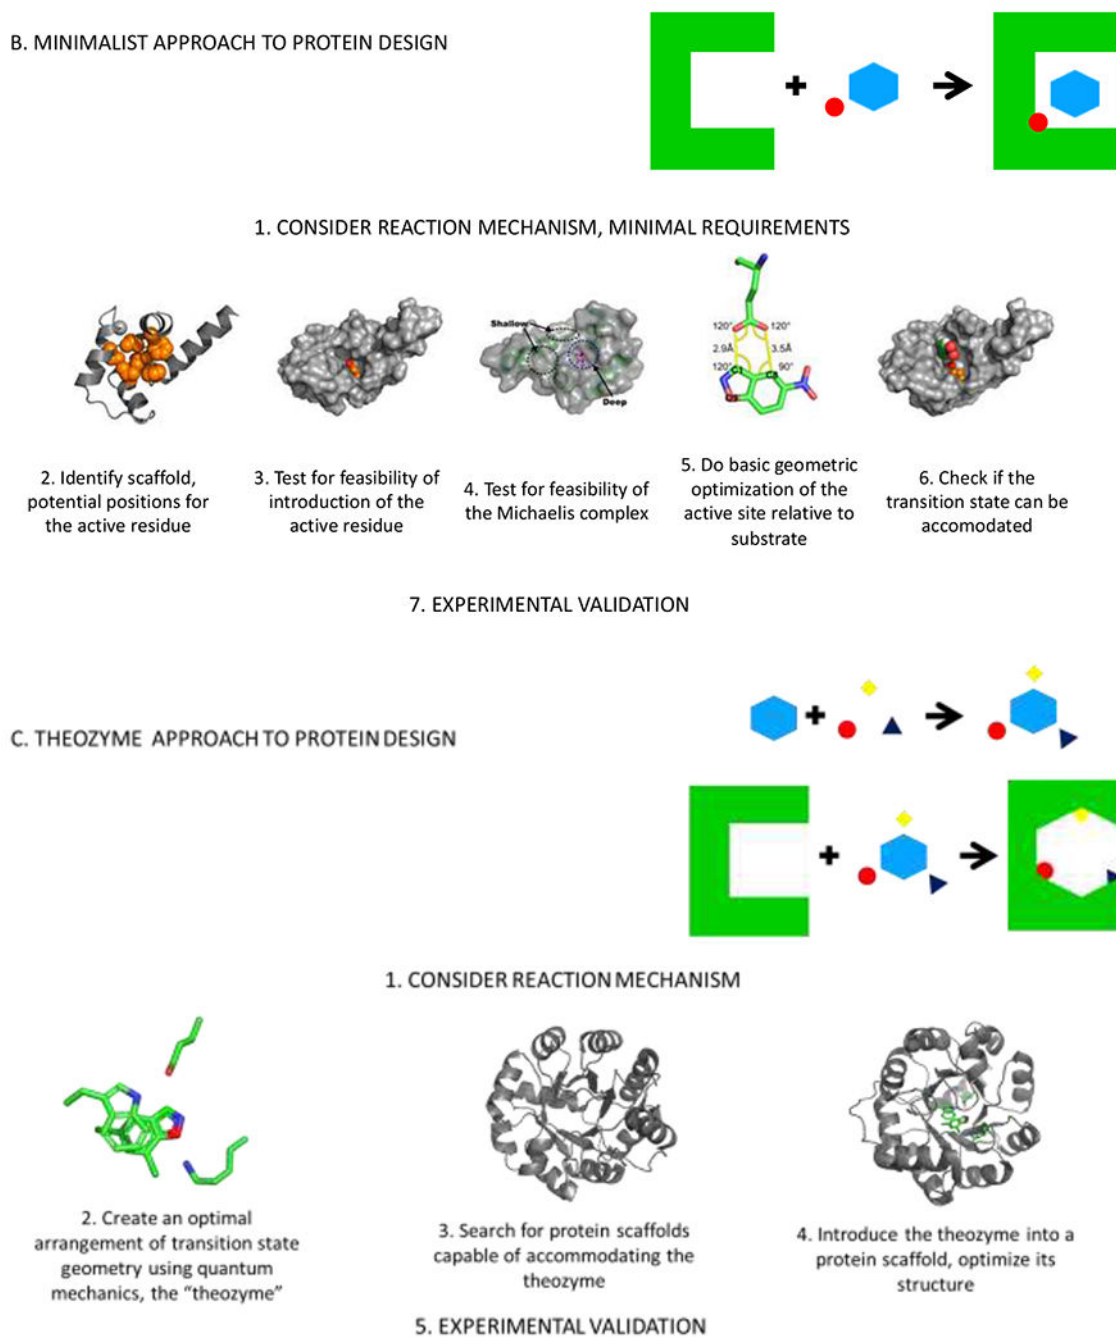 B. MINIMALIST APPROACH TO PROTEIN DESIGN
1. CONSIDER REACTION MECHANISM, MINIMAL REQUIREMENTS
Shallow
Deep
120° 120°
2.9Å 3.5Å
120° C1 C6 90°
2. Identify scaffold,
potential positions for
the active residue
3. Test for feasibility of
introduction of the
active residue
4. Test for feasibility of
the Michaelis complex
5. Do basic geometric
optimization of the
active site relative to
substrate
6. Check if the
transition state can be
accomodated
7. EXPERIMENTAL VALIDATION
C. THEOZYME APPROACH TO PROTEIN DESIGN
1. CONSIDER REACTION MECHANISM
2. Create an optimal
arrangement of transition state
geometry using quantum
mechanics, the “theozyme”
3. Search for protein scaffolds
capable of accommodating the
theozyme
4. Introduce the theozyme into a
protein scaffold, optimize its
structure
5. EXPERIMENTAL VALIDATION